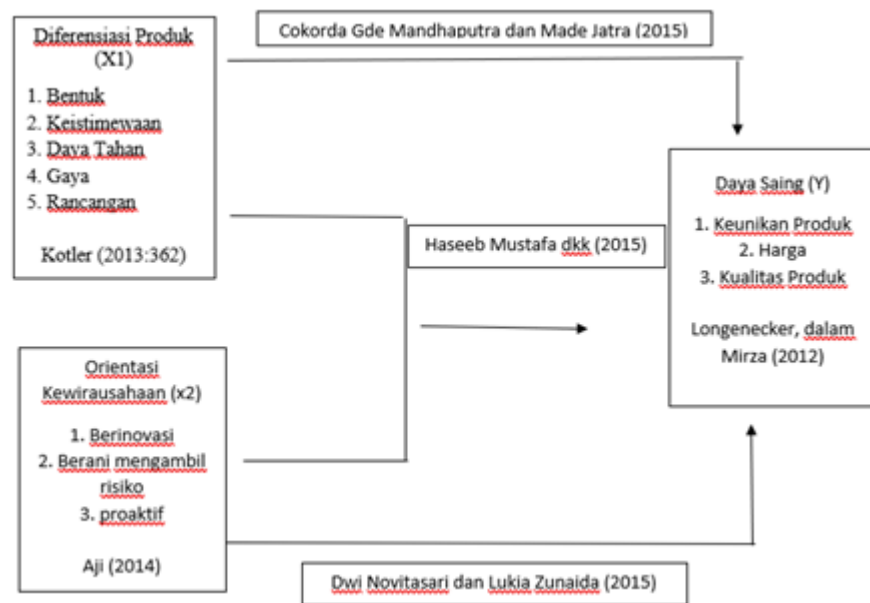 Diferensiasi Produk
(X1)
1. Bentuk
2. Keistimewaan
3. Daya Tahan
4. Gaya
5. Rancangan
Kotler (2013:362)
Cokorda Gde Mandhaputra dan Made Jatra (2015)
Haseeb Mustafa dkk (2015)
Daya Saing (Y)
1. Keunikan Produk
2. Harga
3. Kualitas Produk
Longenecker, dalam
Mirza (2012)
Orientasi
Kewirausahaan (x2)
1. Berinovasi
2. Berani mengambil
risiko
3. proaktif
Aji (2014)
Dwi Novitasari dan Lukia Zunaida (2015)